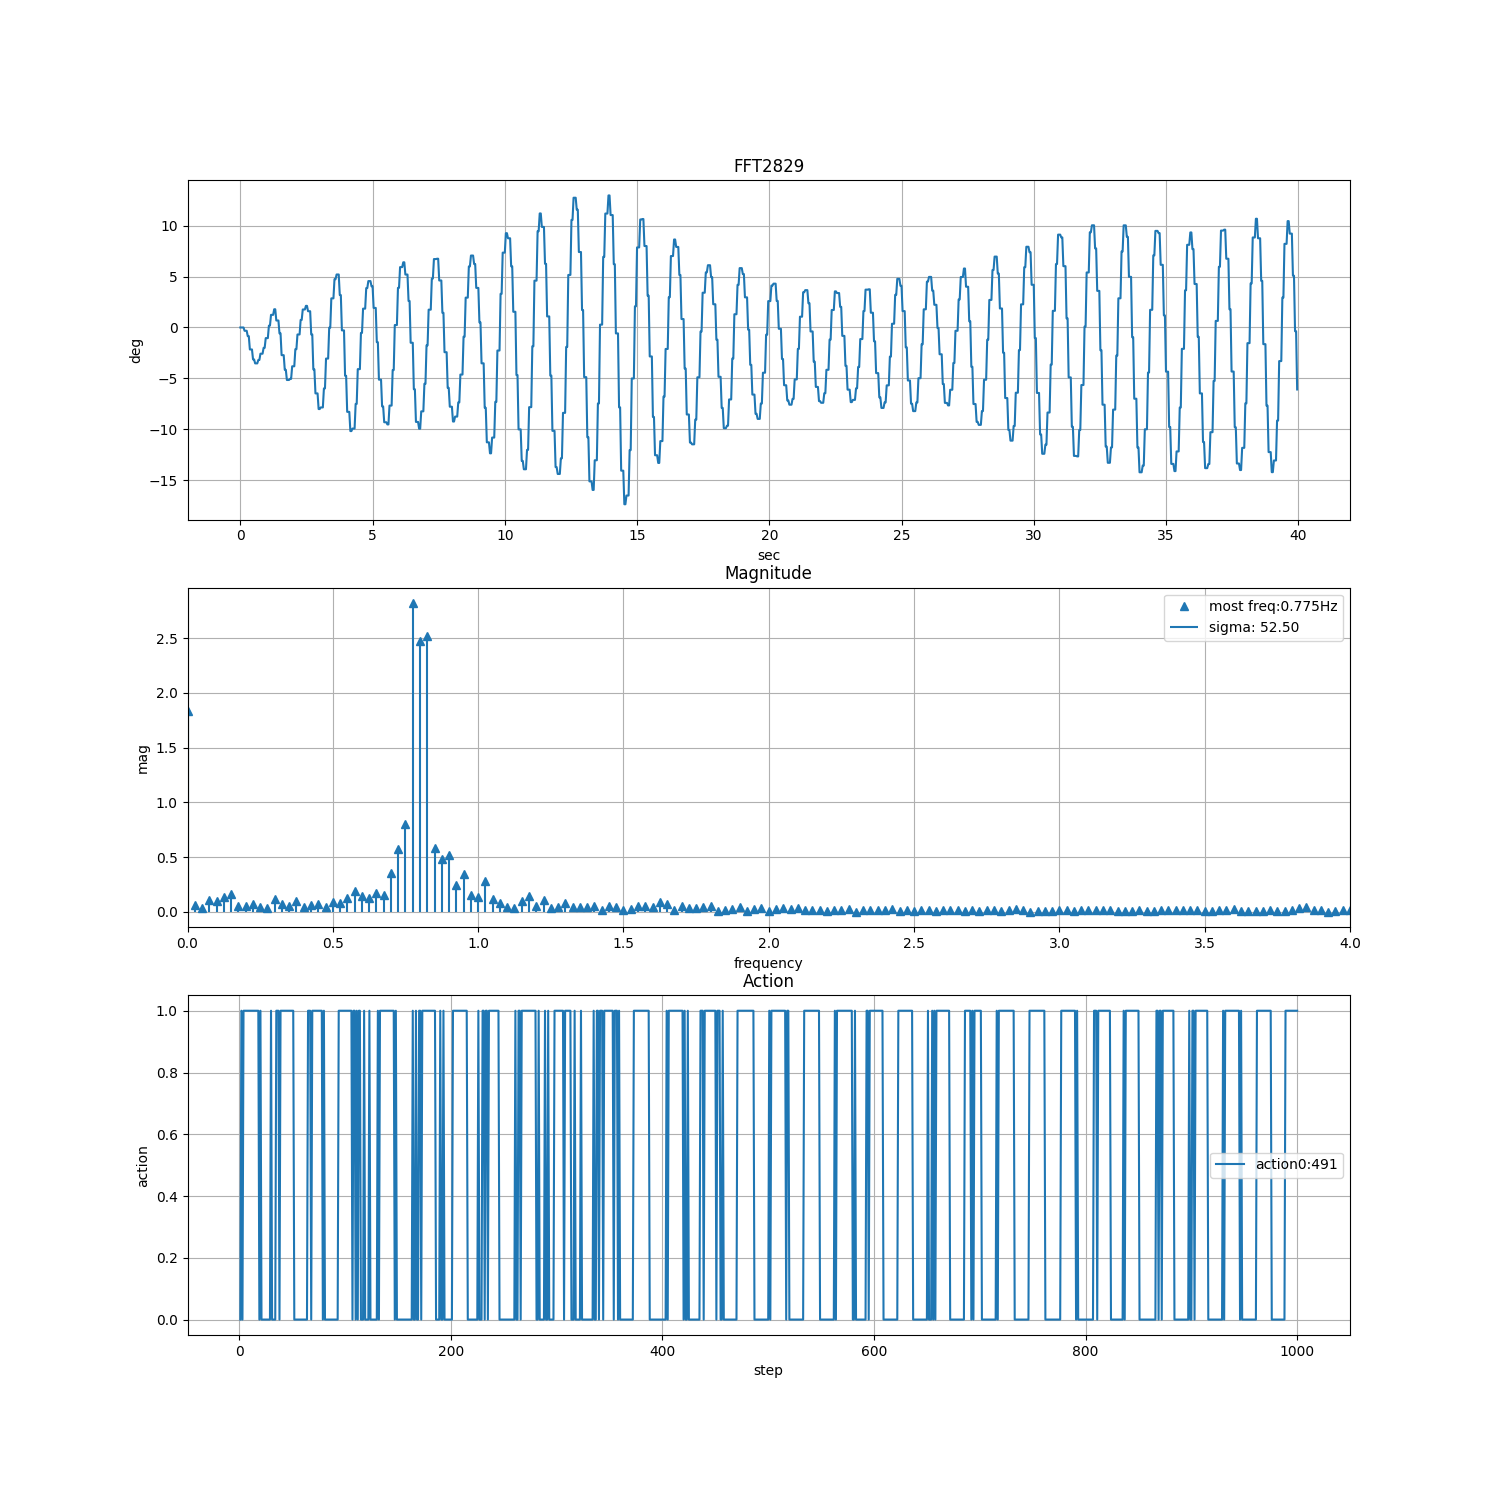 FFT2829
10
5
0
−5
−10
−15
deg
0 5 10 15 20 25 30 35 40
sec
Magnitude
most freq:0.775Hz
sigma: 52.50
2.5
2.0
1.5
1.0
0.5
0.0
mag
0.0 0.5 1.0 1.5 2.0 2.5 3.0 3.5 4.0
frequency
Action
1.0
0.8
0.6
0.4
0.2
0.0
action
action0:491
0 200 400 600 800 1000
step